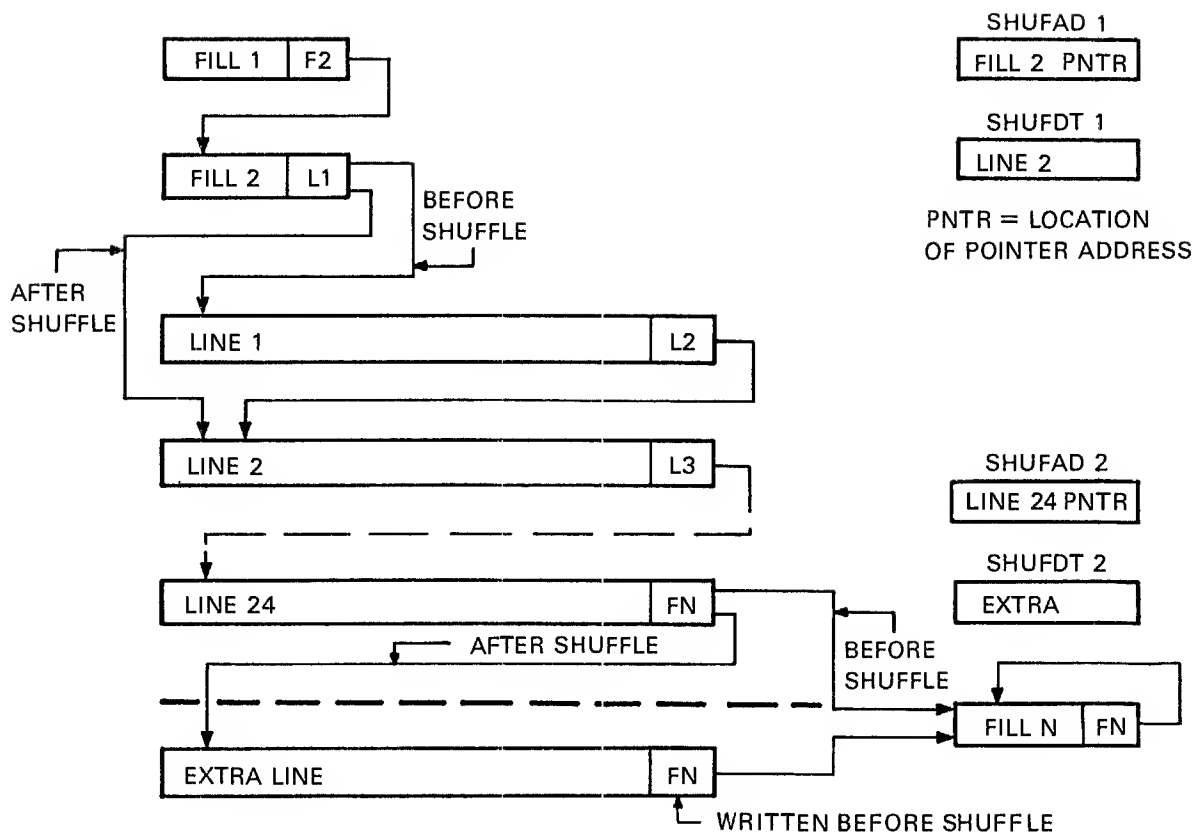 SHUFAD 1
FILL 1 F2
FILL 2 PNTR
SHUFDT 1
FILL 2 L1
LINE 2
BEFORE
SHUFFLE
PNTR = LOCATION
OF POINTER ADDRESS
AFTER
SHUFFLE
LINE 1 L2
LINE 2 L3
SHUFAD 2
LINE 24 PNTR
SHUFDT 2
LINE 24 FN
EXTRA
AFTER SHUFFLE
BEFORE
SHUFFLE
FILL N FN
EXTRA LINE FN
WRITTEN BEFORE SHUFFLE